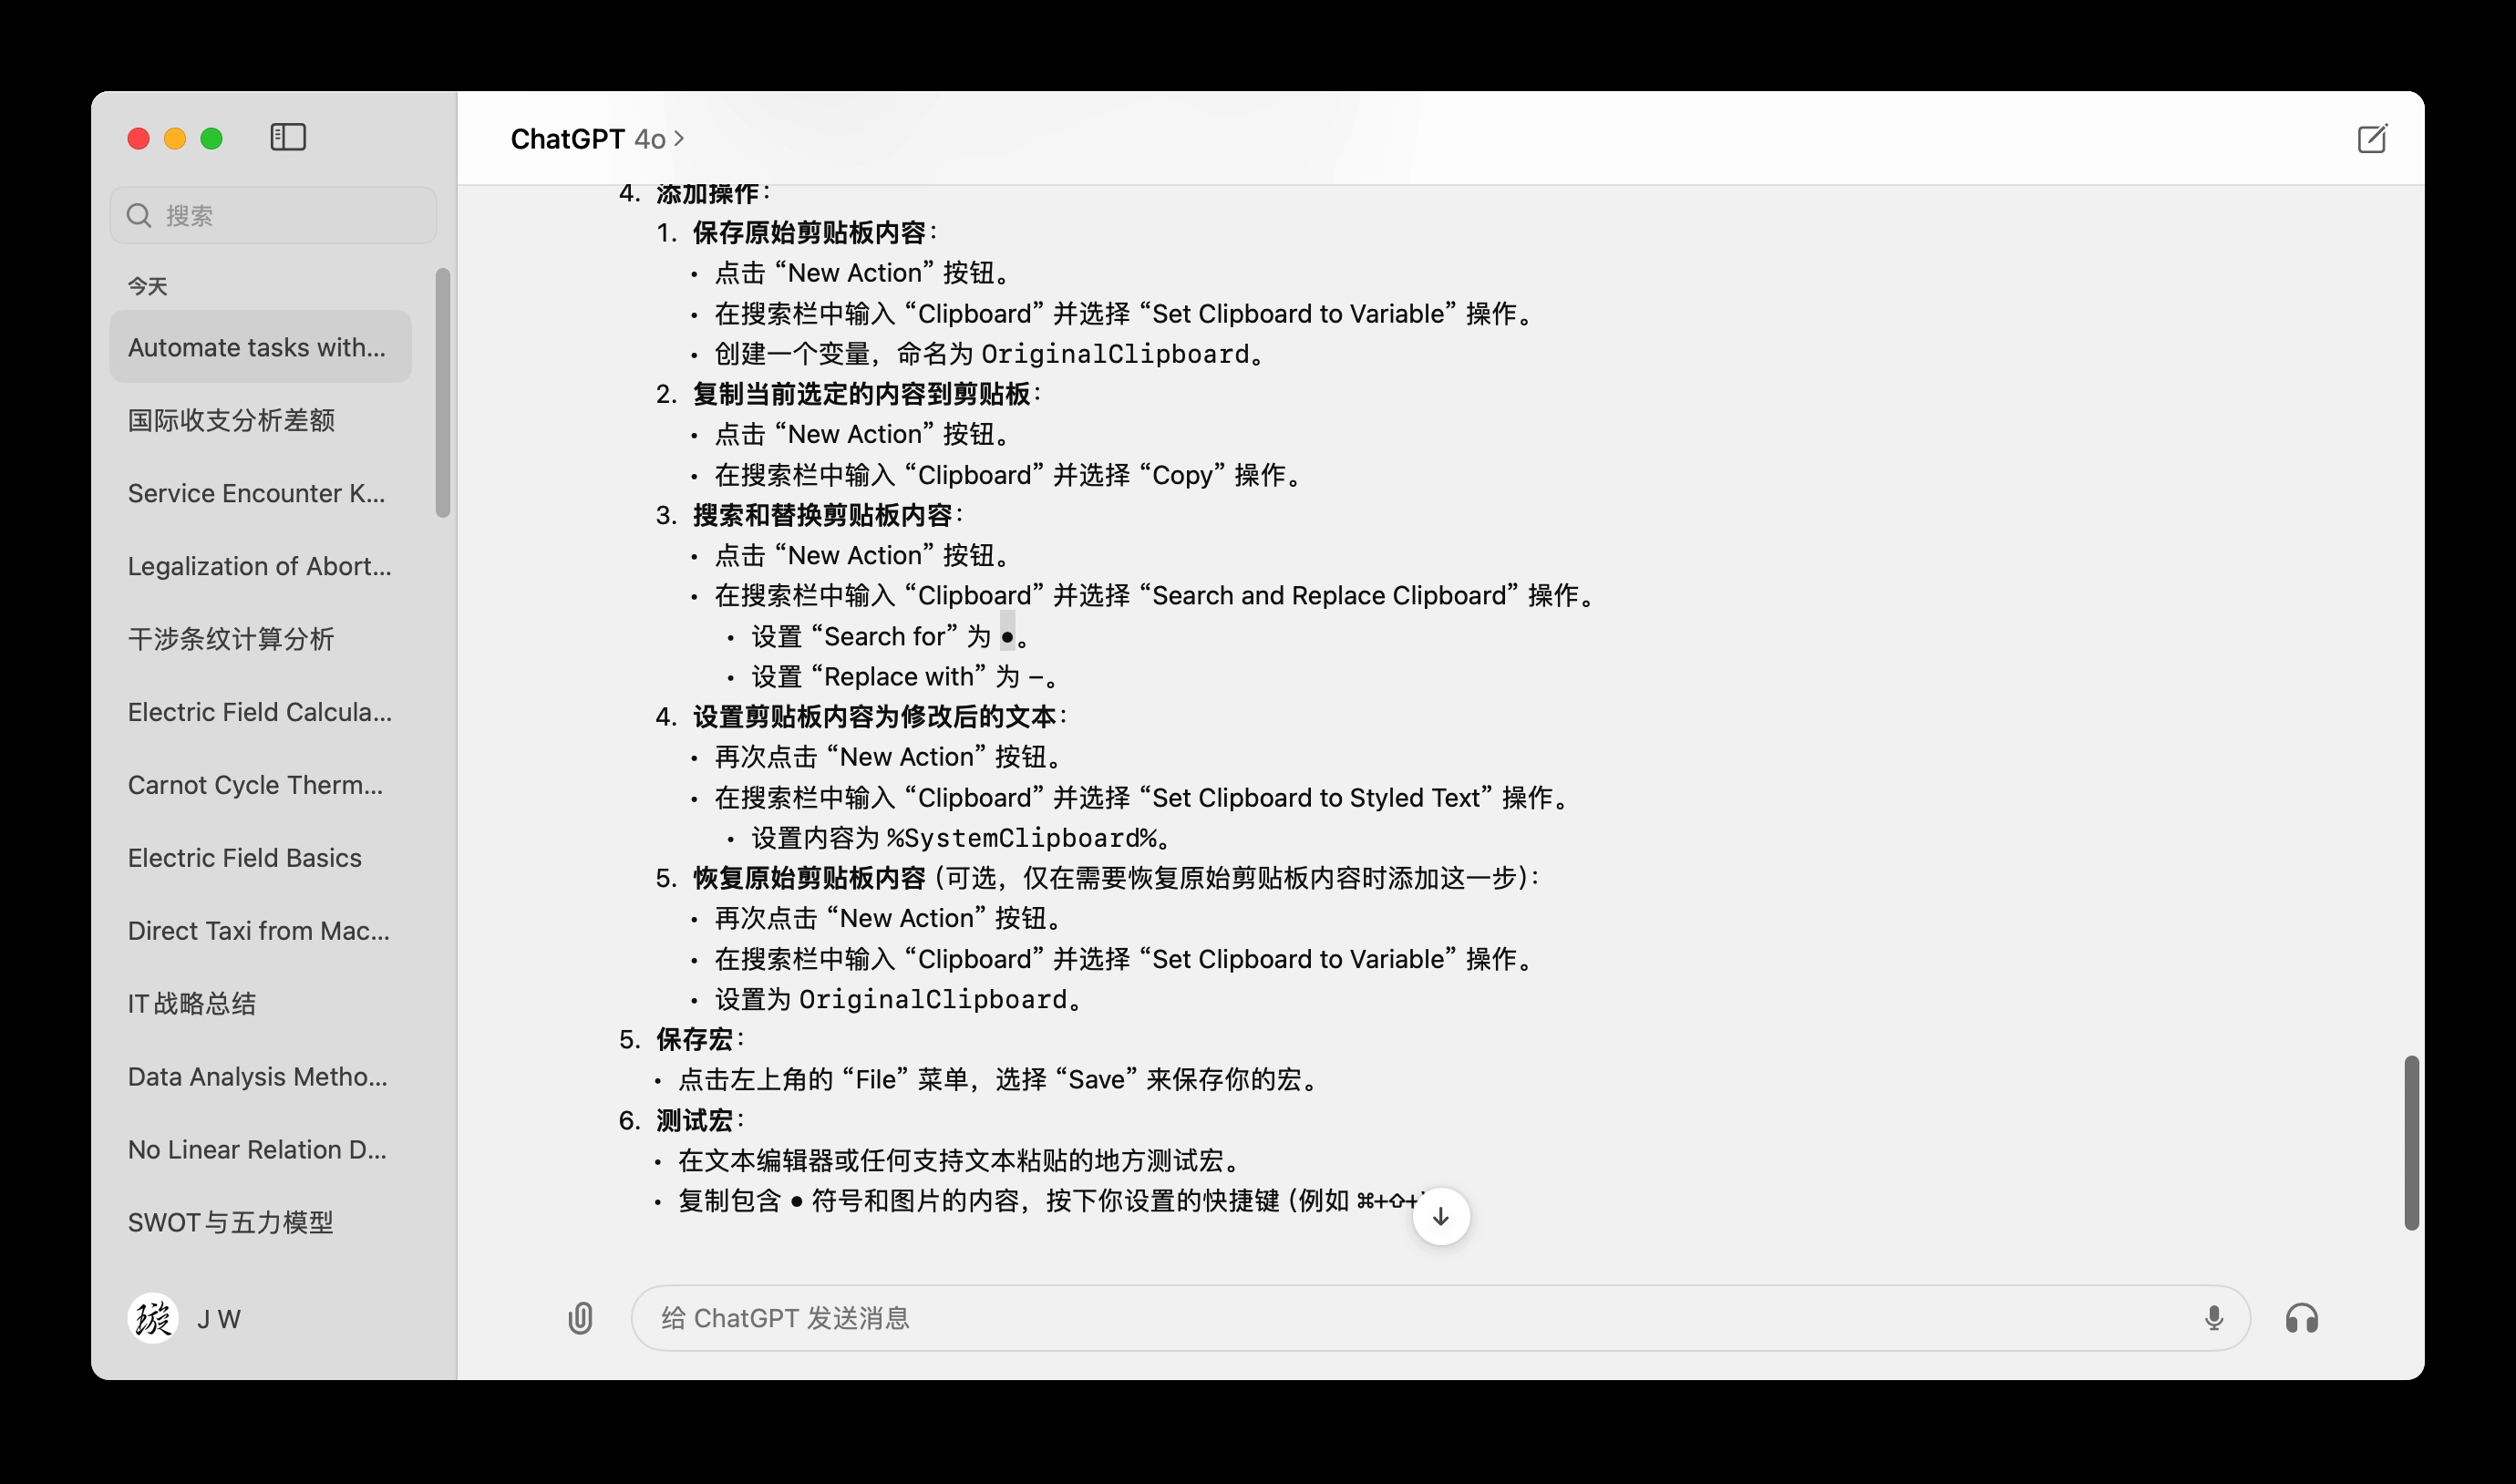 ChatGPT 4o >
搜索
今天
Automate tasks with...
国际收支分析差额
Service Encounter K...
Legalization of Abort...
干涉条纹计算分析
Electric Field Calcula...
Carnot Cycle Therm...
Electric Field Basics
Direct Taxi from Mac...
IT战略总结
Data Analysis Metho...
No Linear Relation D...
SWOT与五力模型
璇
J W
4. 添加操作：
1. 保存原始剪贴板内容：
• 点击 “New Action” 按钮。
• 在搜索栏中输入 “Clipboard” 并选择 “Set Clipboard to Variable” 操作。
• 创建一个变量，命名为 OriginalClipboard。
2. 复制当前选定的内容到剪贴板：
• 点击 “New Action” 按钮。
• 在搜索栏中输入 “Clipboard” 并选择 “Copy” 操作。
3. 搜索和替换剪贴板内容：
• 点击 “New Action” 按钮。
• 在搜索栏中输入 “Clipboard” 并选择 “Search and Replace Clipboard” 操作。
• 设置 “Search for” 为 ●。
• 设置 “Replace with” 为 –。
4. 设置剪贴板内容为修改后的文本：
• 再次点击 “New Action” 按钮。
• 在搜索栏中输入 “Clipboard” 并选择 “Set Clipboard to Styled Text” 操作。
• 设置内容为 %SystemClipboard%。
5. 恢复原始剪贴板内容（可选，仅在需要恢复原始剪贴板内容时添加这一步）：
• 再次点击 “New Action” 按钮。
• 在搜索栏中输入 “Clipboard” 并选择 “Set Clipboard to Variable” 操作。
• 设置为 OriginalClipboard。
5. 保存宏：
• 点击左上角的 “File” 菜单，选择 “Save” 来保存你的宏。
6. 测试宏：
• 在文本编辑器或任何支持文本粘贴的地方测试宏。
• 复制包含 ● 符号和图片的内容，按下你设置的快捷键（例如 ⌘+⇧+
给 ChatGPT 发送消息